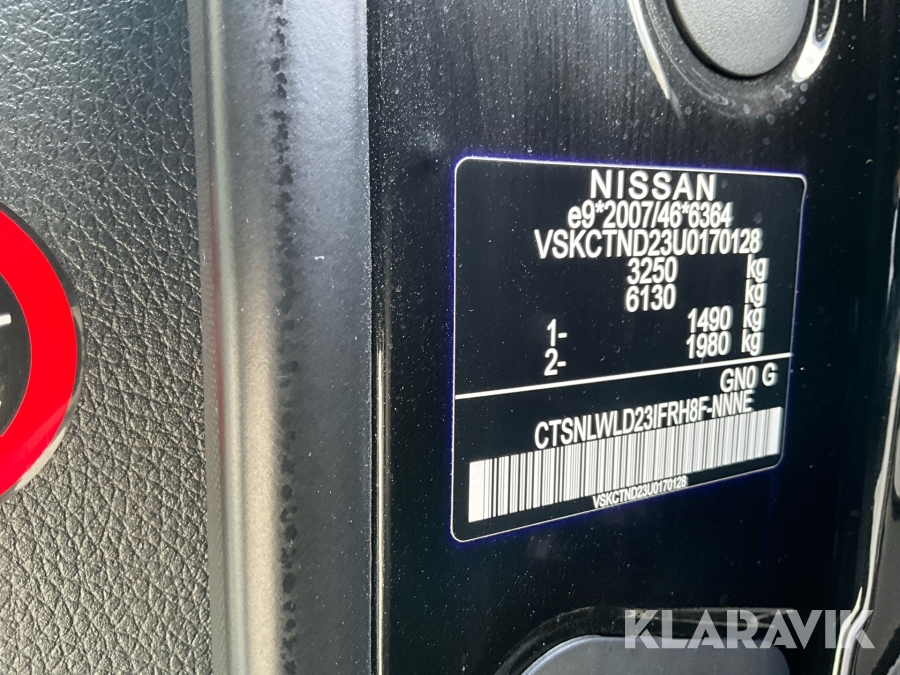 NISSAN
e9*2007/46*6364
VSKCTND23U0170128
3250 kg
6130 kg
1- 1490 kg
2- 1980 kg
GN0 G
CTSNLWLD23IFRH8F-NNNE
VSKCTND23U0170128
KLARAVIK